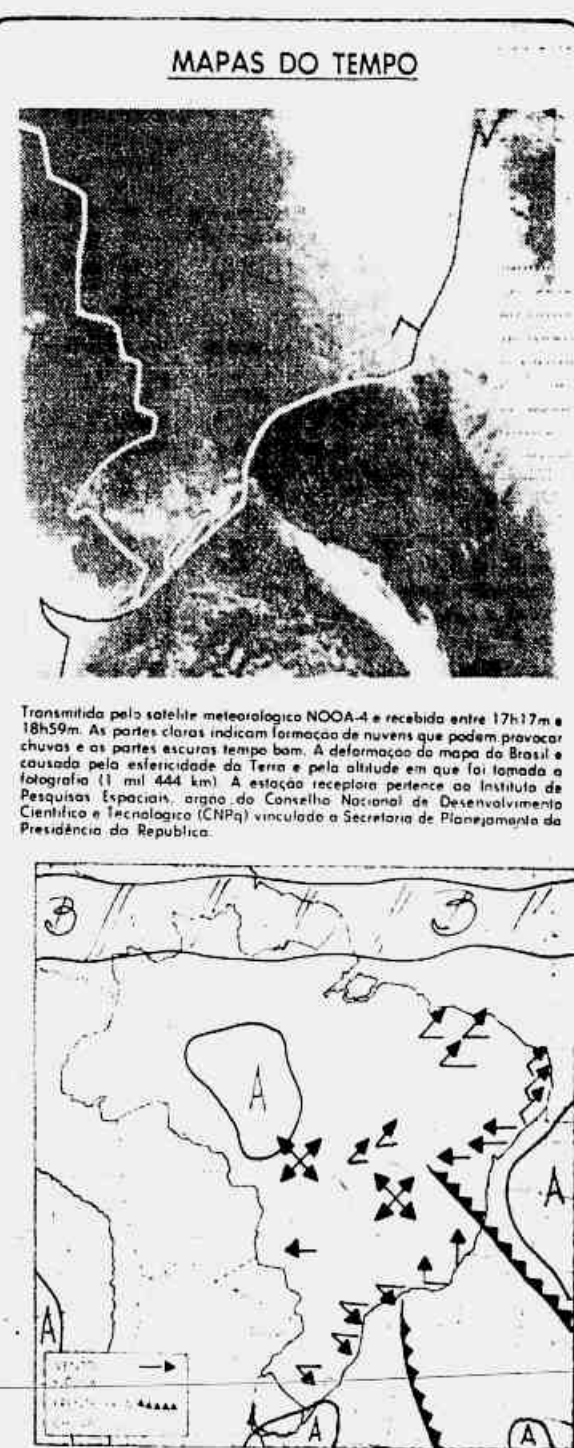 MAPAS DO TEMPO
Transmitida pelo satelite meteorologico NOOA-4 e recebida entre 17h17m e
18h59m. As partes claras indicam formação de nuvens que podem provocar
chuvas e as partes escuras tempo bom. A deformação do mapa do Brasil e
causada pela esfericidade da Terra e pela altitude em que foi tomada a
fotografia (1 mil 444 km). A estação receptora pertence ao Instituto de
Pesquisas Espaciais, orgao do Conselho Nacional de Desenvolvimento
Cientifico e Tecnologico (CNPq) vinculado a Secretaria de Planejamento da
Presidência da Republica.
B B
A
A
A
A A